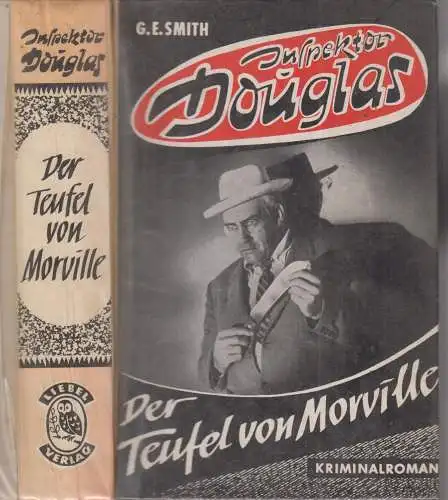 Inspektor
Douglas
Der
Teufel
von
Morville
LIEBEL
VERLAG
G.E. SMITH
Inspektor
Douglas
Der
Teufel von Morville
KRIMINALROMAN